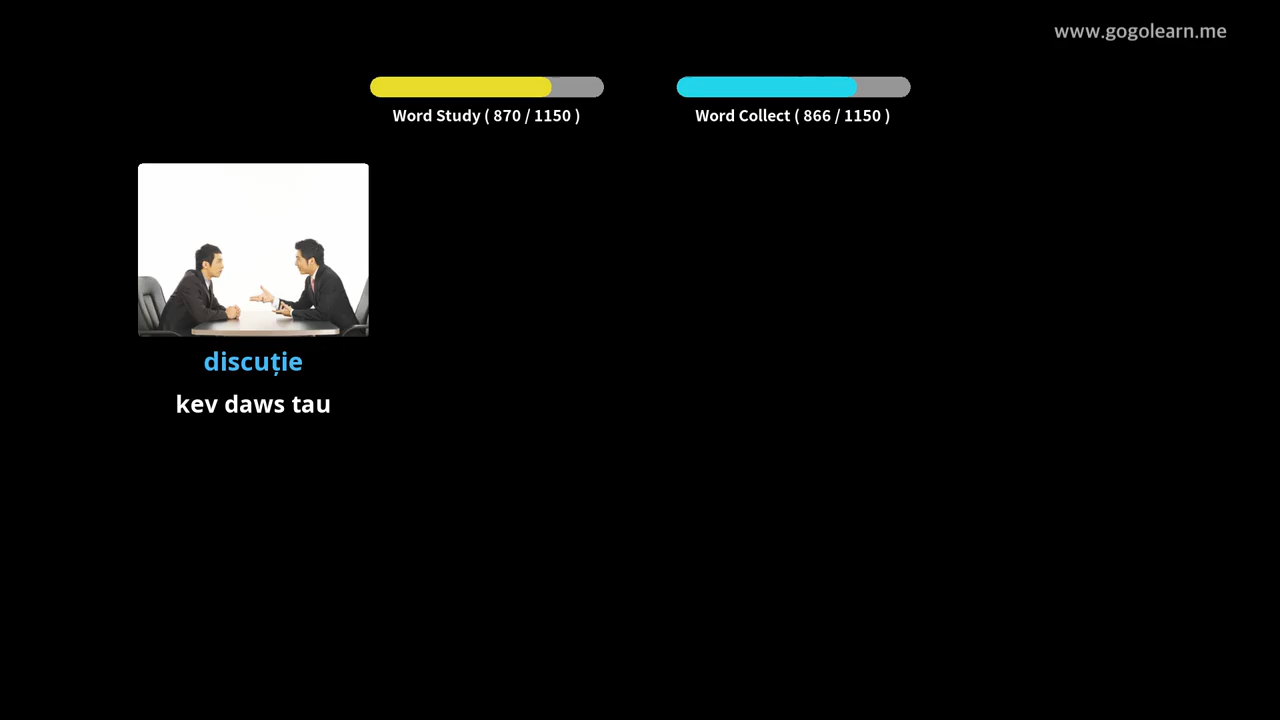 www.gogolearn.me
Word Study ( 870 / 1150 )
Word Collect ( 866 / 1150 )
discuție
kev daws tau